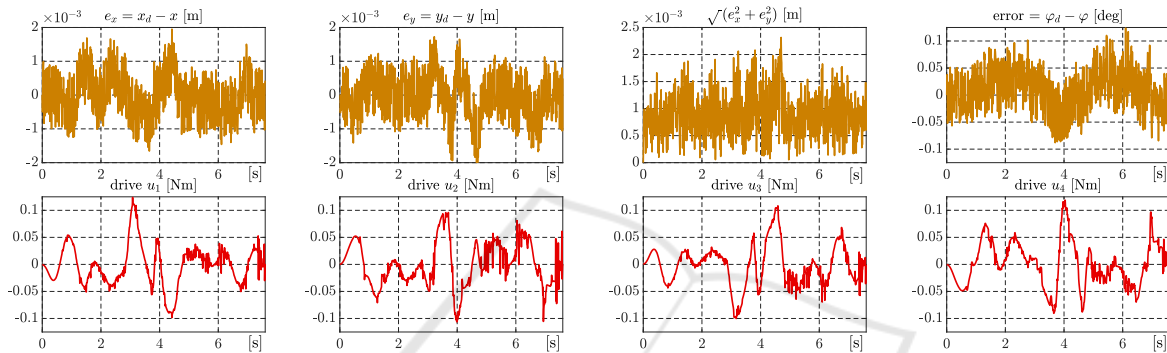 ×10⁻³ e_x = x_d − x [m]
2
1
0
-1
-2
0 2 4 6 [s]
×10⁻³ e_y = y_d − y [m]
2
1
0
-1
-2
0 2 4 6 [s]
×10⁻³ √(e_x² + e_y²) [m]
2.5
2
1.5
1
0.5
0
0 2 4 6 [s]
error = φ_d − φ [deg]
0.1
0.05
0
-0.05
-0.1
0 2 4 6 [s]
drive u₁ [Nm]
0.1
0.05
0
-0.05
-0.1
0 2 4 6 [s]
drive u₂ [Nm]
0.1
0.05
0
-0.05
-0.1
0 2 4 6 [s]
drive u₃ [Nm]
0.1
0.05
0
-0.05
-0.1
0 2 4 6 [s]
drive u₄ [Nm]
0.1
0.05
0
-0.05
-0.1
0 2 4 6 [s]